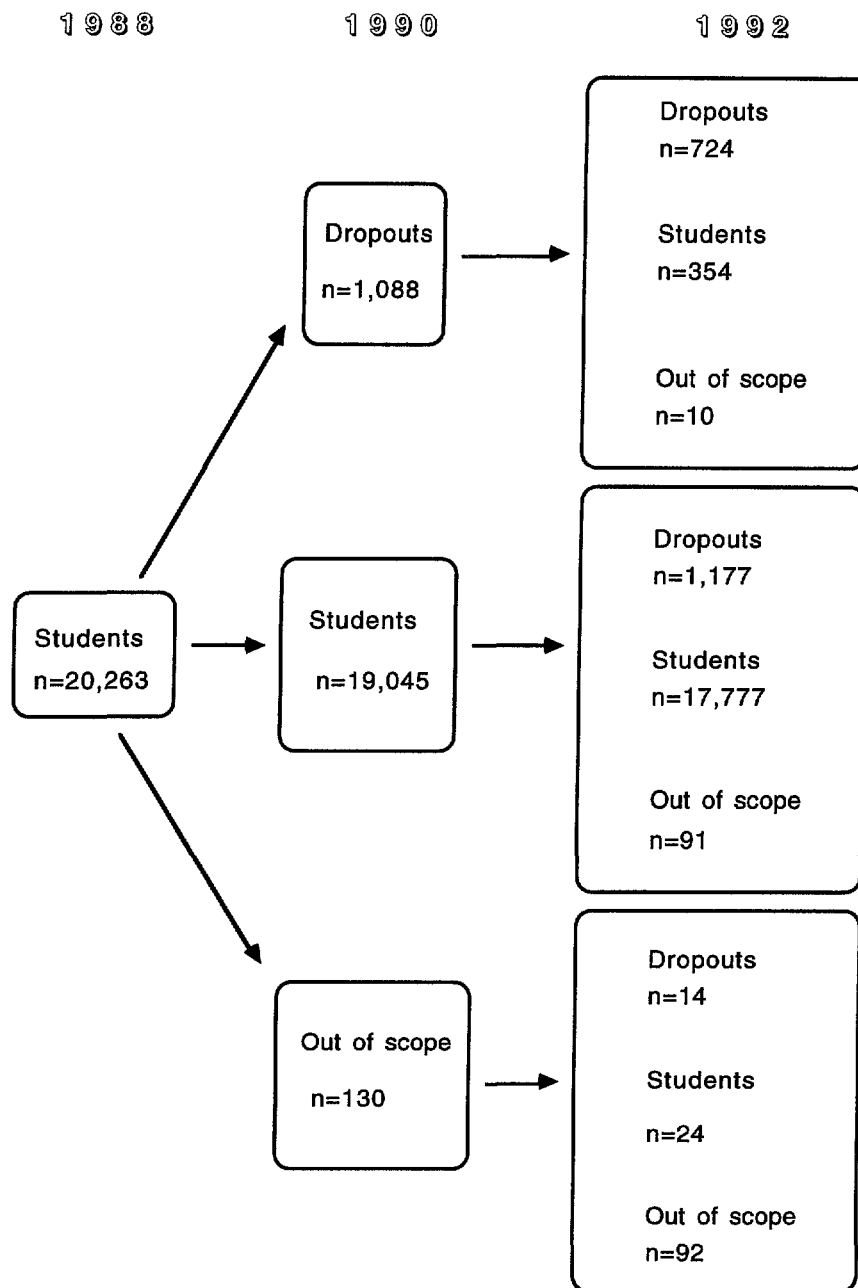 1988 1990 1992
Dropouts
n=724
Students
n=354
Out of scope
n=10
Dropouts
n=1,088
Dropouts
n=1,177
Students
n=17,777
Out of scope
n=91
Students
n=20,263
Students
n=19,045
Dropouts
n=14
Students
n=24
Out of scope
n=92
Out of scope
n=130